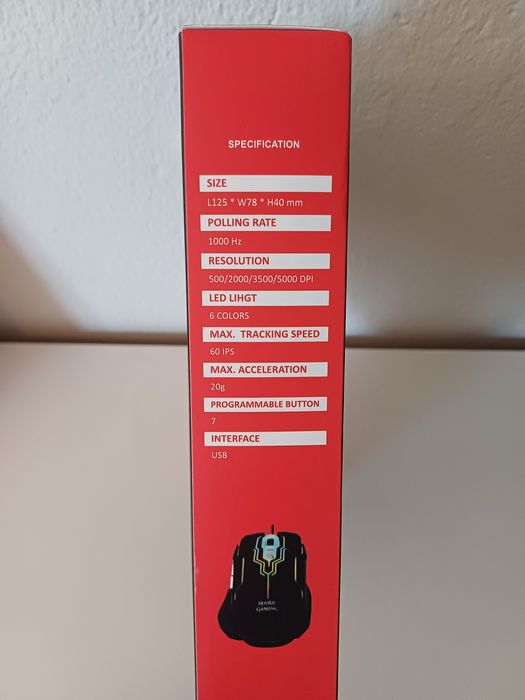 SPECIFICATION
SIZE
L125 * W78 * H40 mm
POLLING RATE
1000 Hz
RESOLUTION
500/2000/3500/5000 DPI
LED LIHGT
6 COLORS
MAX. TRACKING SPEED
60 IPS
MAX. ACCELERATION
20g
PROGRAMMABLE BUTTON
7
INTERFACE
USB
MARS
GAMING